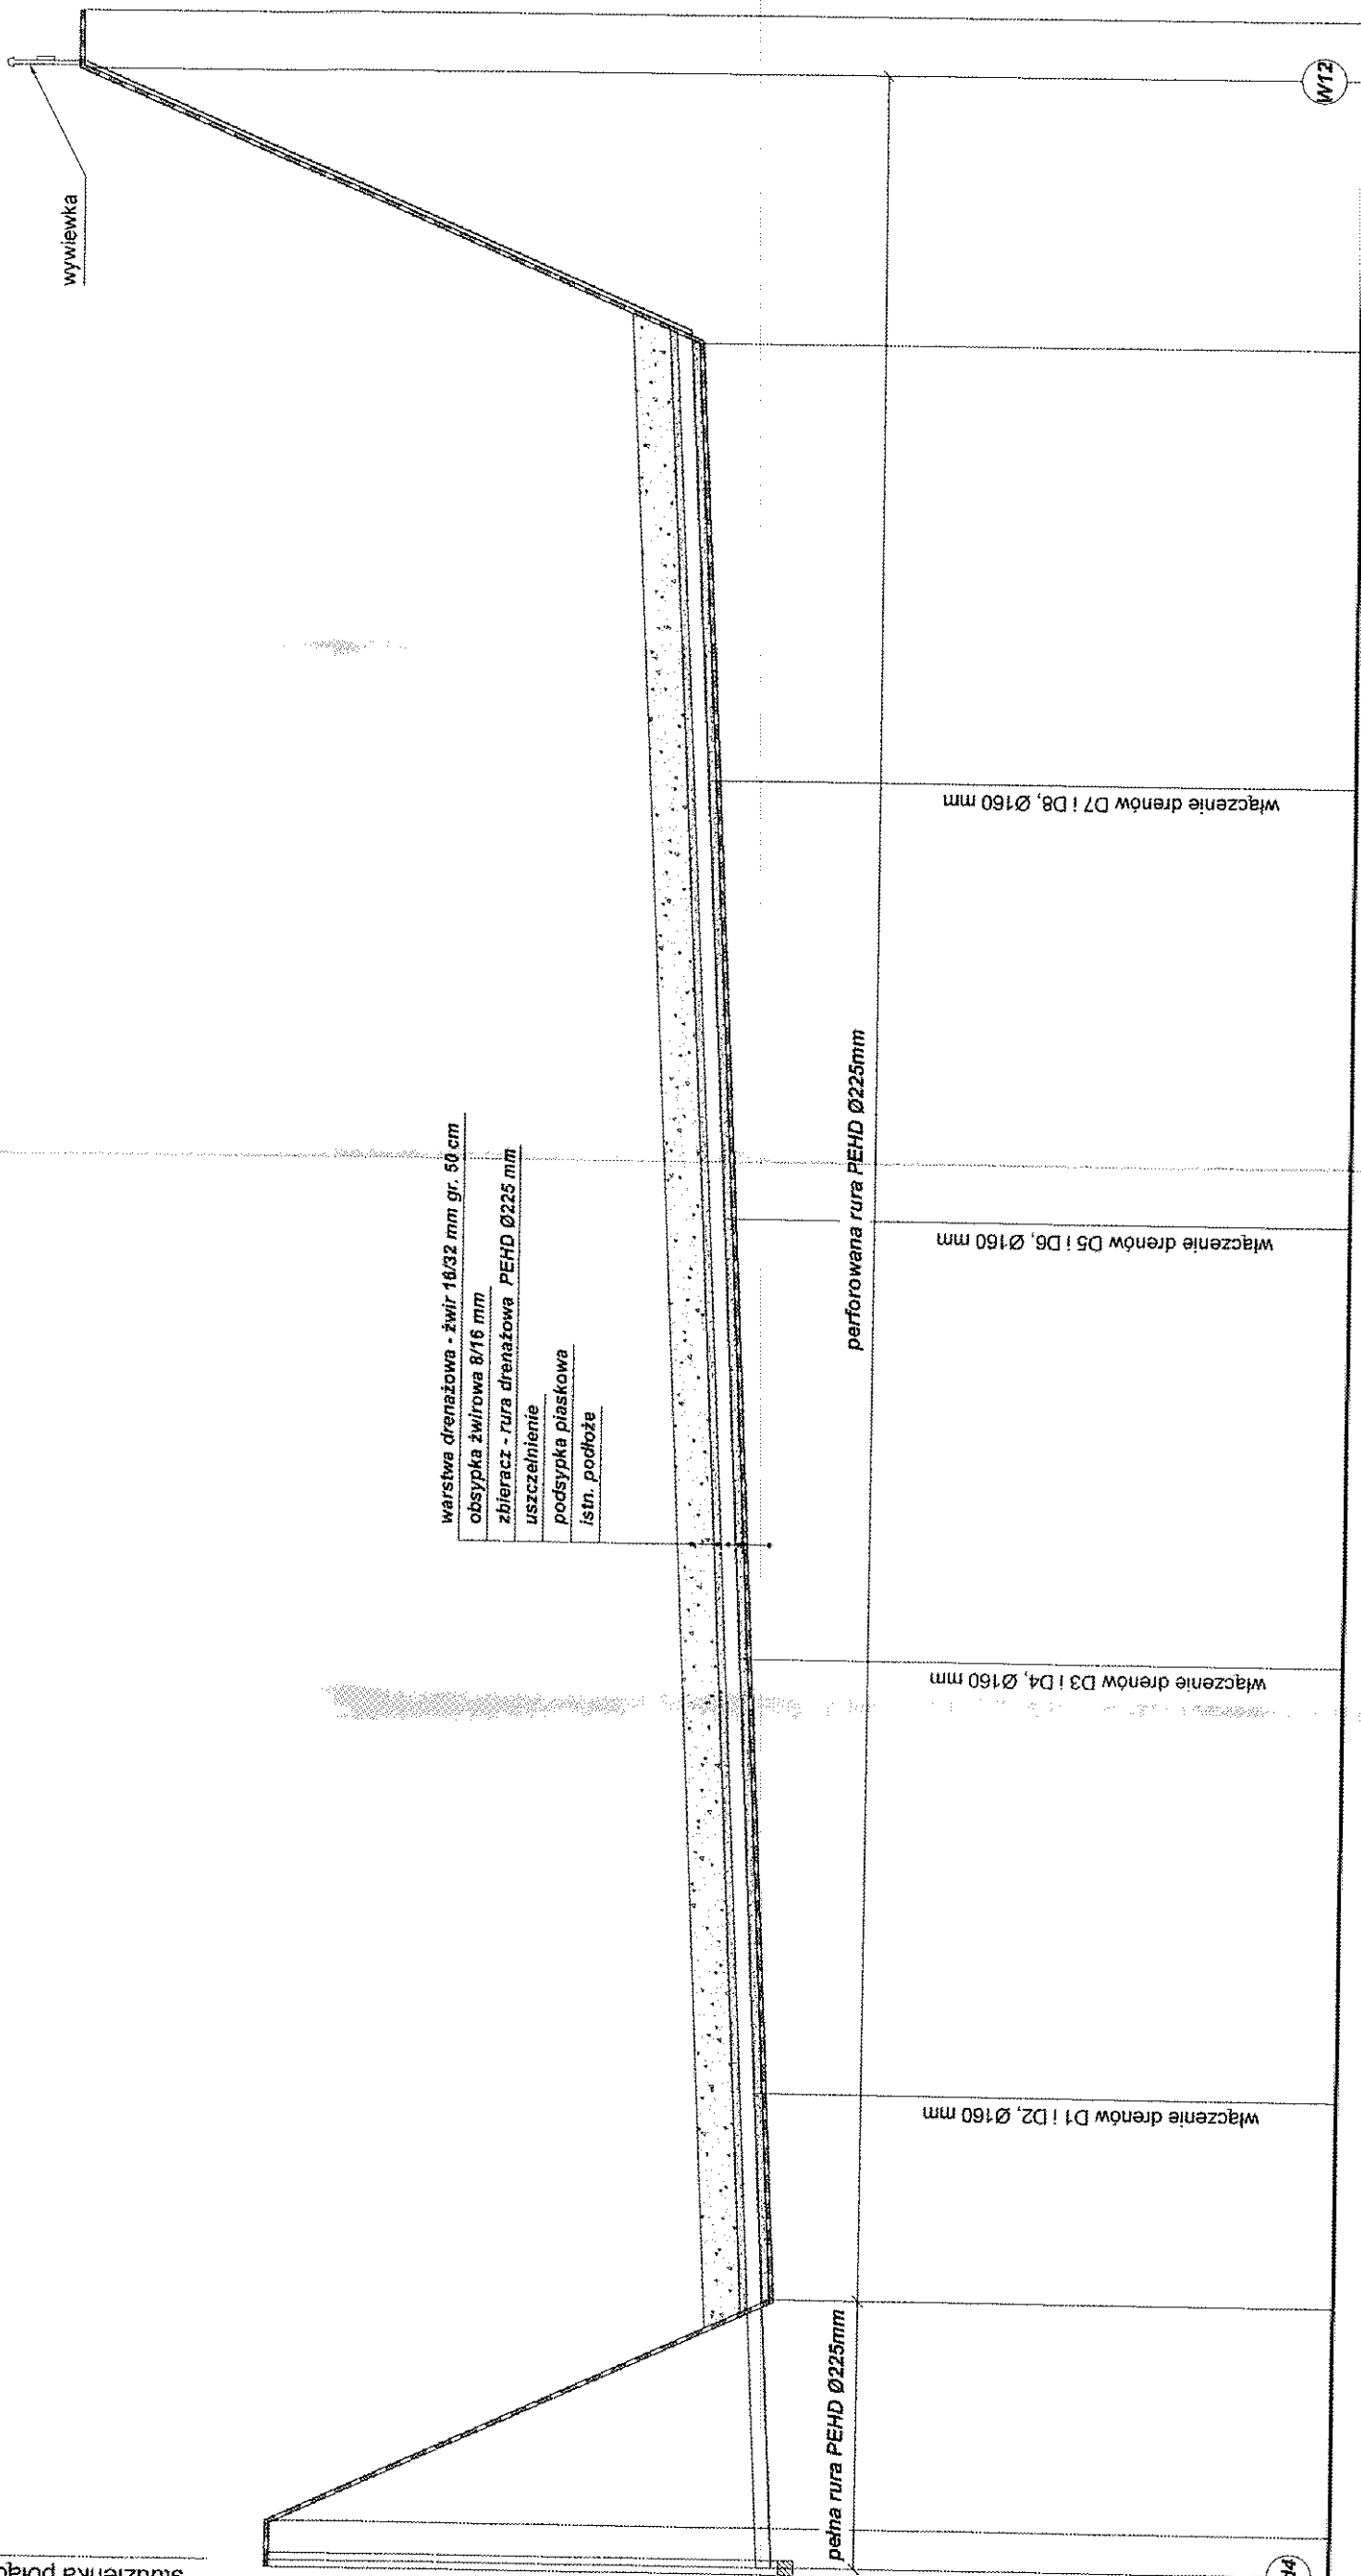 wywiewka
W12
warstwa drenażowa - żwir 16/32 mm gr. 50 cm
obsypka żwirowa 8/16 mm
zbieracz - rura drenażowa PEHD Ø225 mm
uszczelnienie
podsypka piaskowa
istn. podłoże
perforowana rura PEHD Ø225mm
pełna rura PEHD Ø225mm
włączenie drenów D7 i D8, Ø160 mm
włączenie drenów D5 i D6, Ø160 mm
włączenie drenów D3 i D4, Ø160 mm
włączenie drenów D1 i D2, Ø160 mm